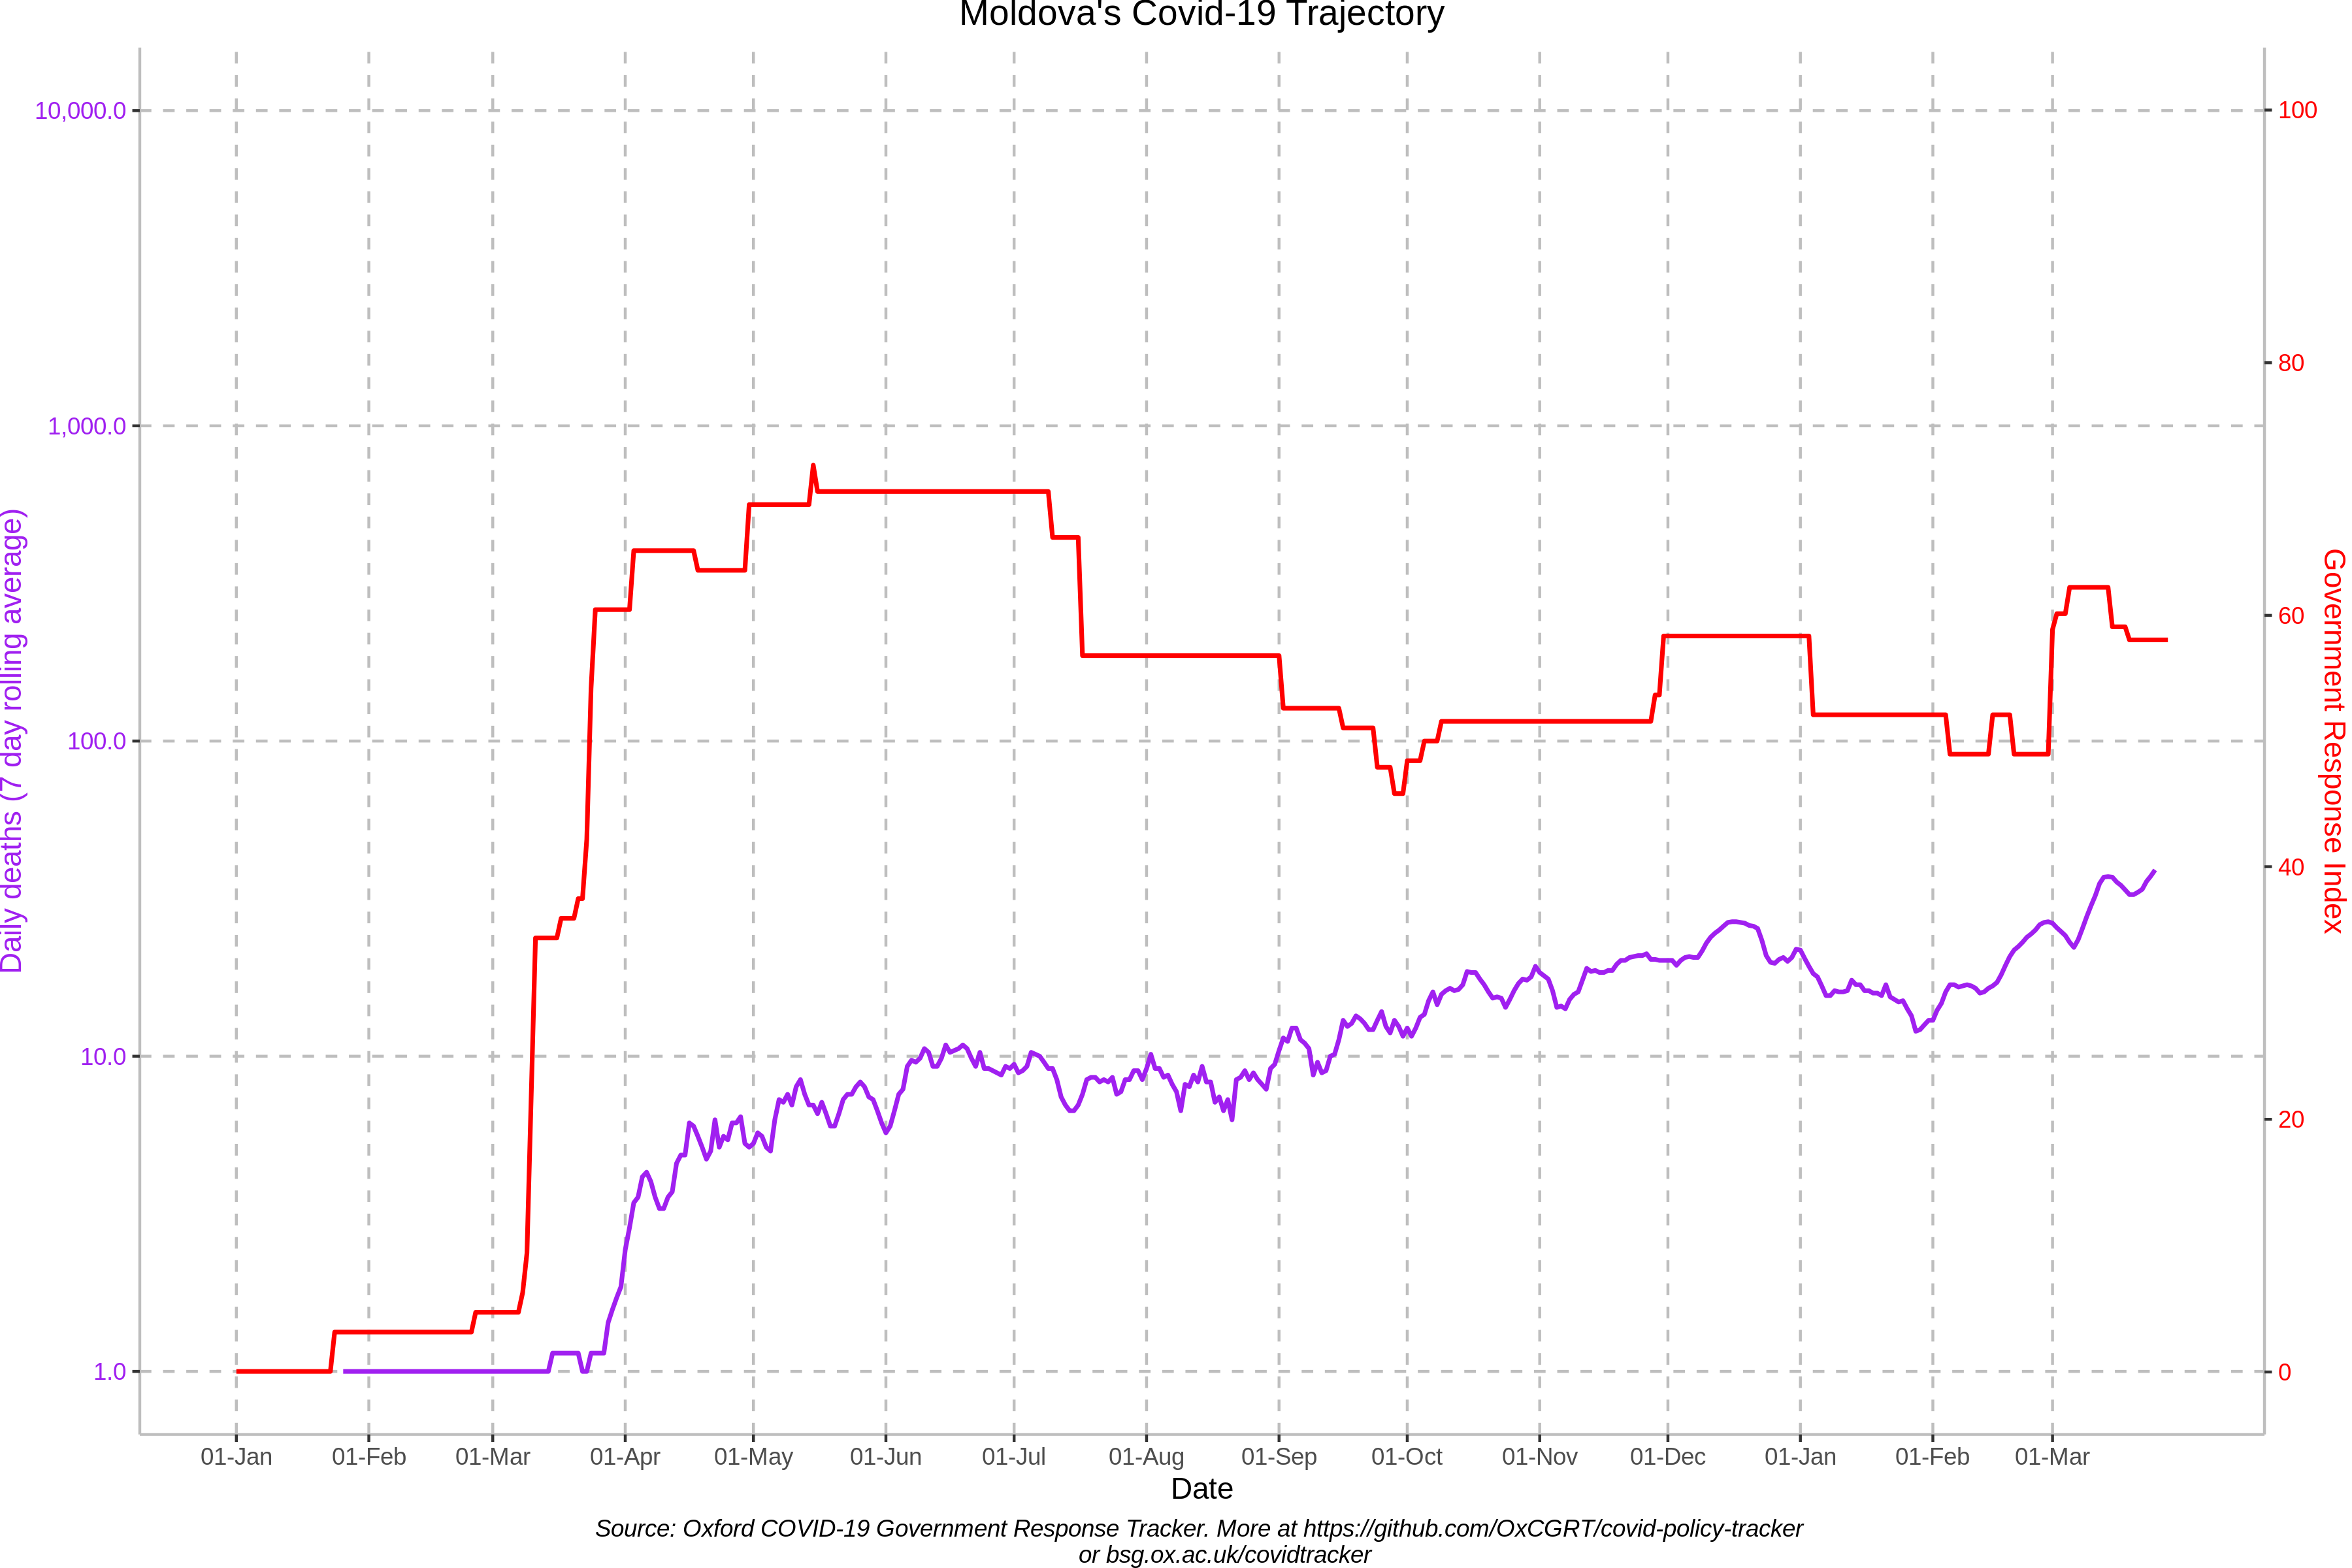 Moldova's Covid-19 Trajectory
10,000.0
1,000.0
100.0
10.0
1.0
Daily deaths (7 day rolling average)
100
80
60
40
20
0
Government Response Index
01-Jan 01-Feb 01-Mar 01-Apr 01-May 01-Jun 01-Jul 01-Aug 01-Sep 01-Oct 01-Nov 01-Dec 01-Jan 01-Feb 01-Mar
Date
Source: Oxford COVID-19 Government Response Tracker. More at https://github.com/OxCGRT/covid-policy-tracker
or bsg.ox.ac.uk/covidtracker